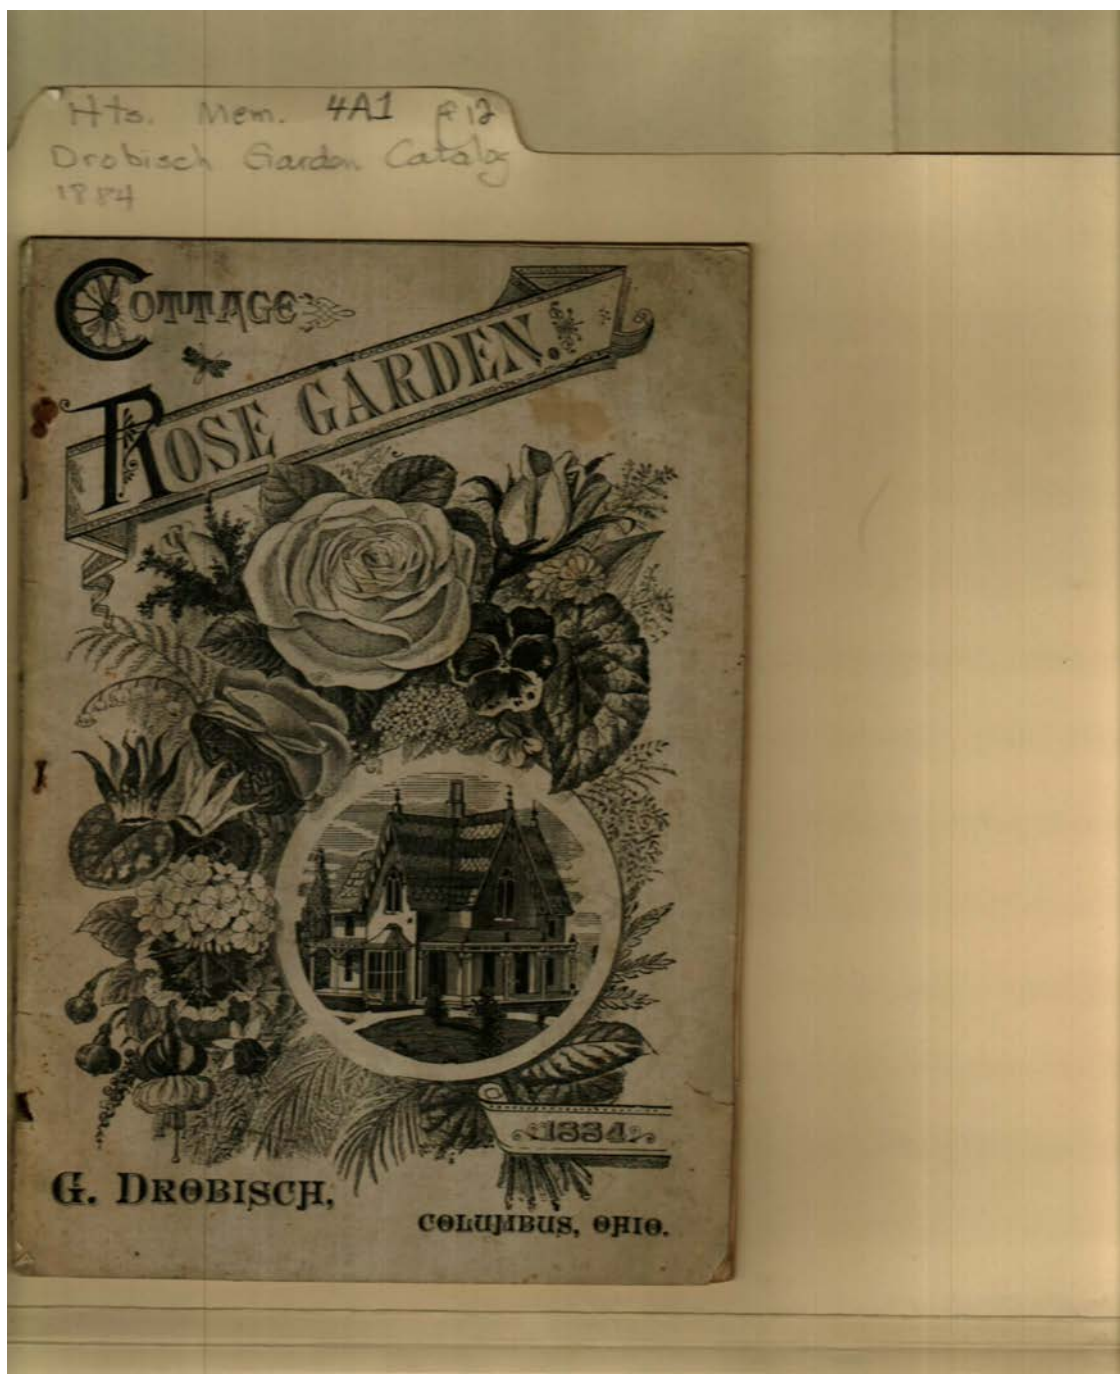 Hts. Mem. 4A1 #12
Drobisch Garden Catalog
1884
COTTAGE
ROSE GARDEN.
1884
G. DROBISCH,
COLUMBUS, OHIO.